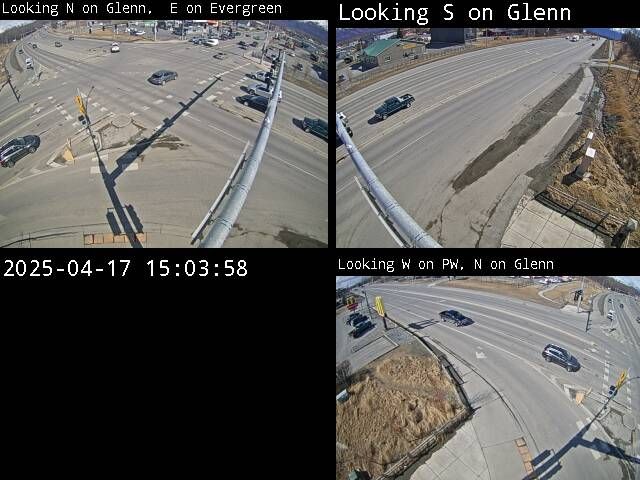 Looking N on Glenn, E on Evergreen
Looking S on Glenn
2025-04-17 15:03:58
Looking W on PW, N on Glenn